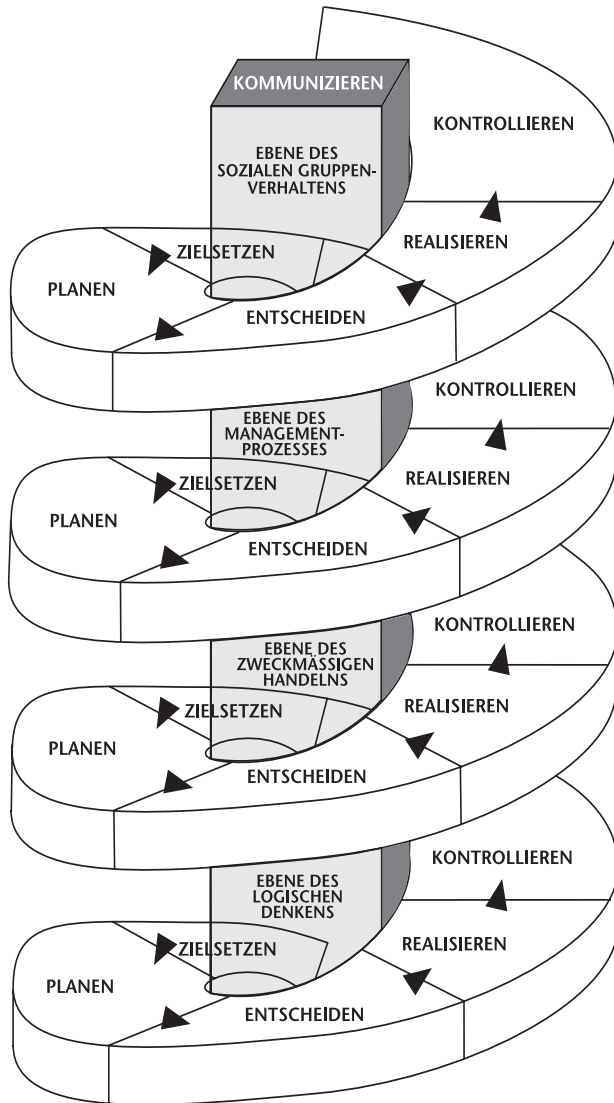 KOMMUNIZIEREN
KONTROLLIEREN
EBENE DES
SOZIALEN GRUPPEN-
VERHALTENS
REALISIEREN
ZIELSETZEN
PLANEN
ENTSCHEIDEN
KONTROLLIEREN
EBENE DES
MANAGEMENT-
PROZESSES
REALISIEREN
ZIELSETZEN
PLANEN
ENTSCHEIDEN
KONTROLLIEREN
EBENE DES
ZWECKMÄSSIGEN
HANDELNS
REALISIEREN
ZIELSETZEN
PLANEN
ENTSCHEIDEN
KONTROLLIEREN
EBENE DES
LOGISCHEN
DENKENS
REALISIEREN
ZIELSETZEN
PLANEN
ENTSCHEIDEN